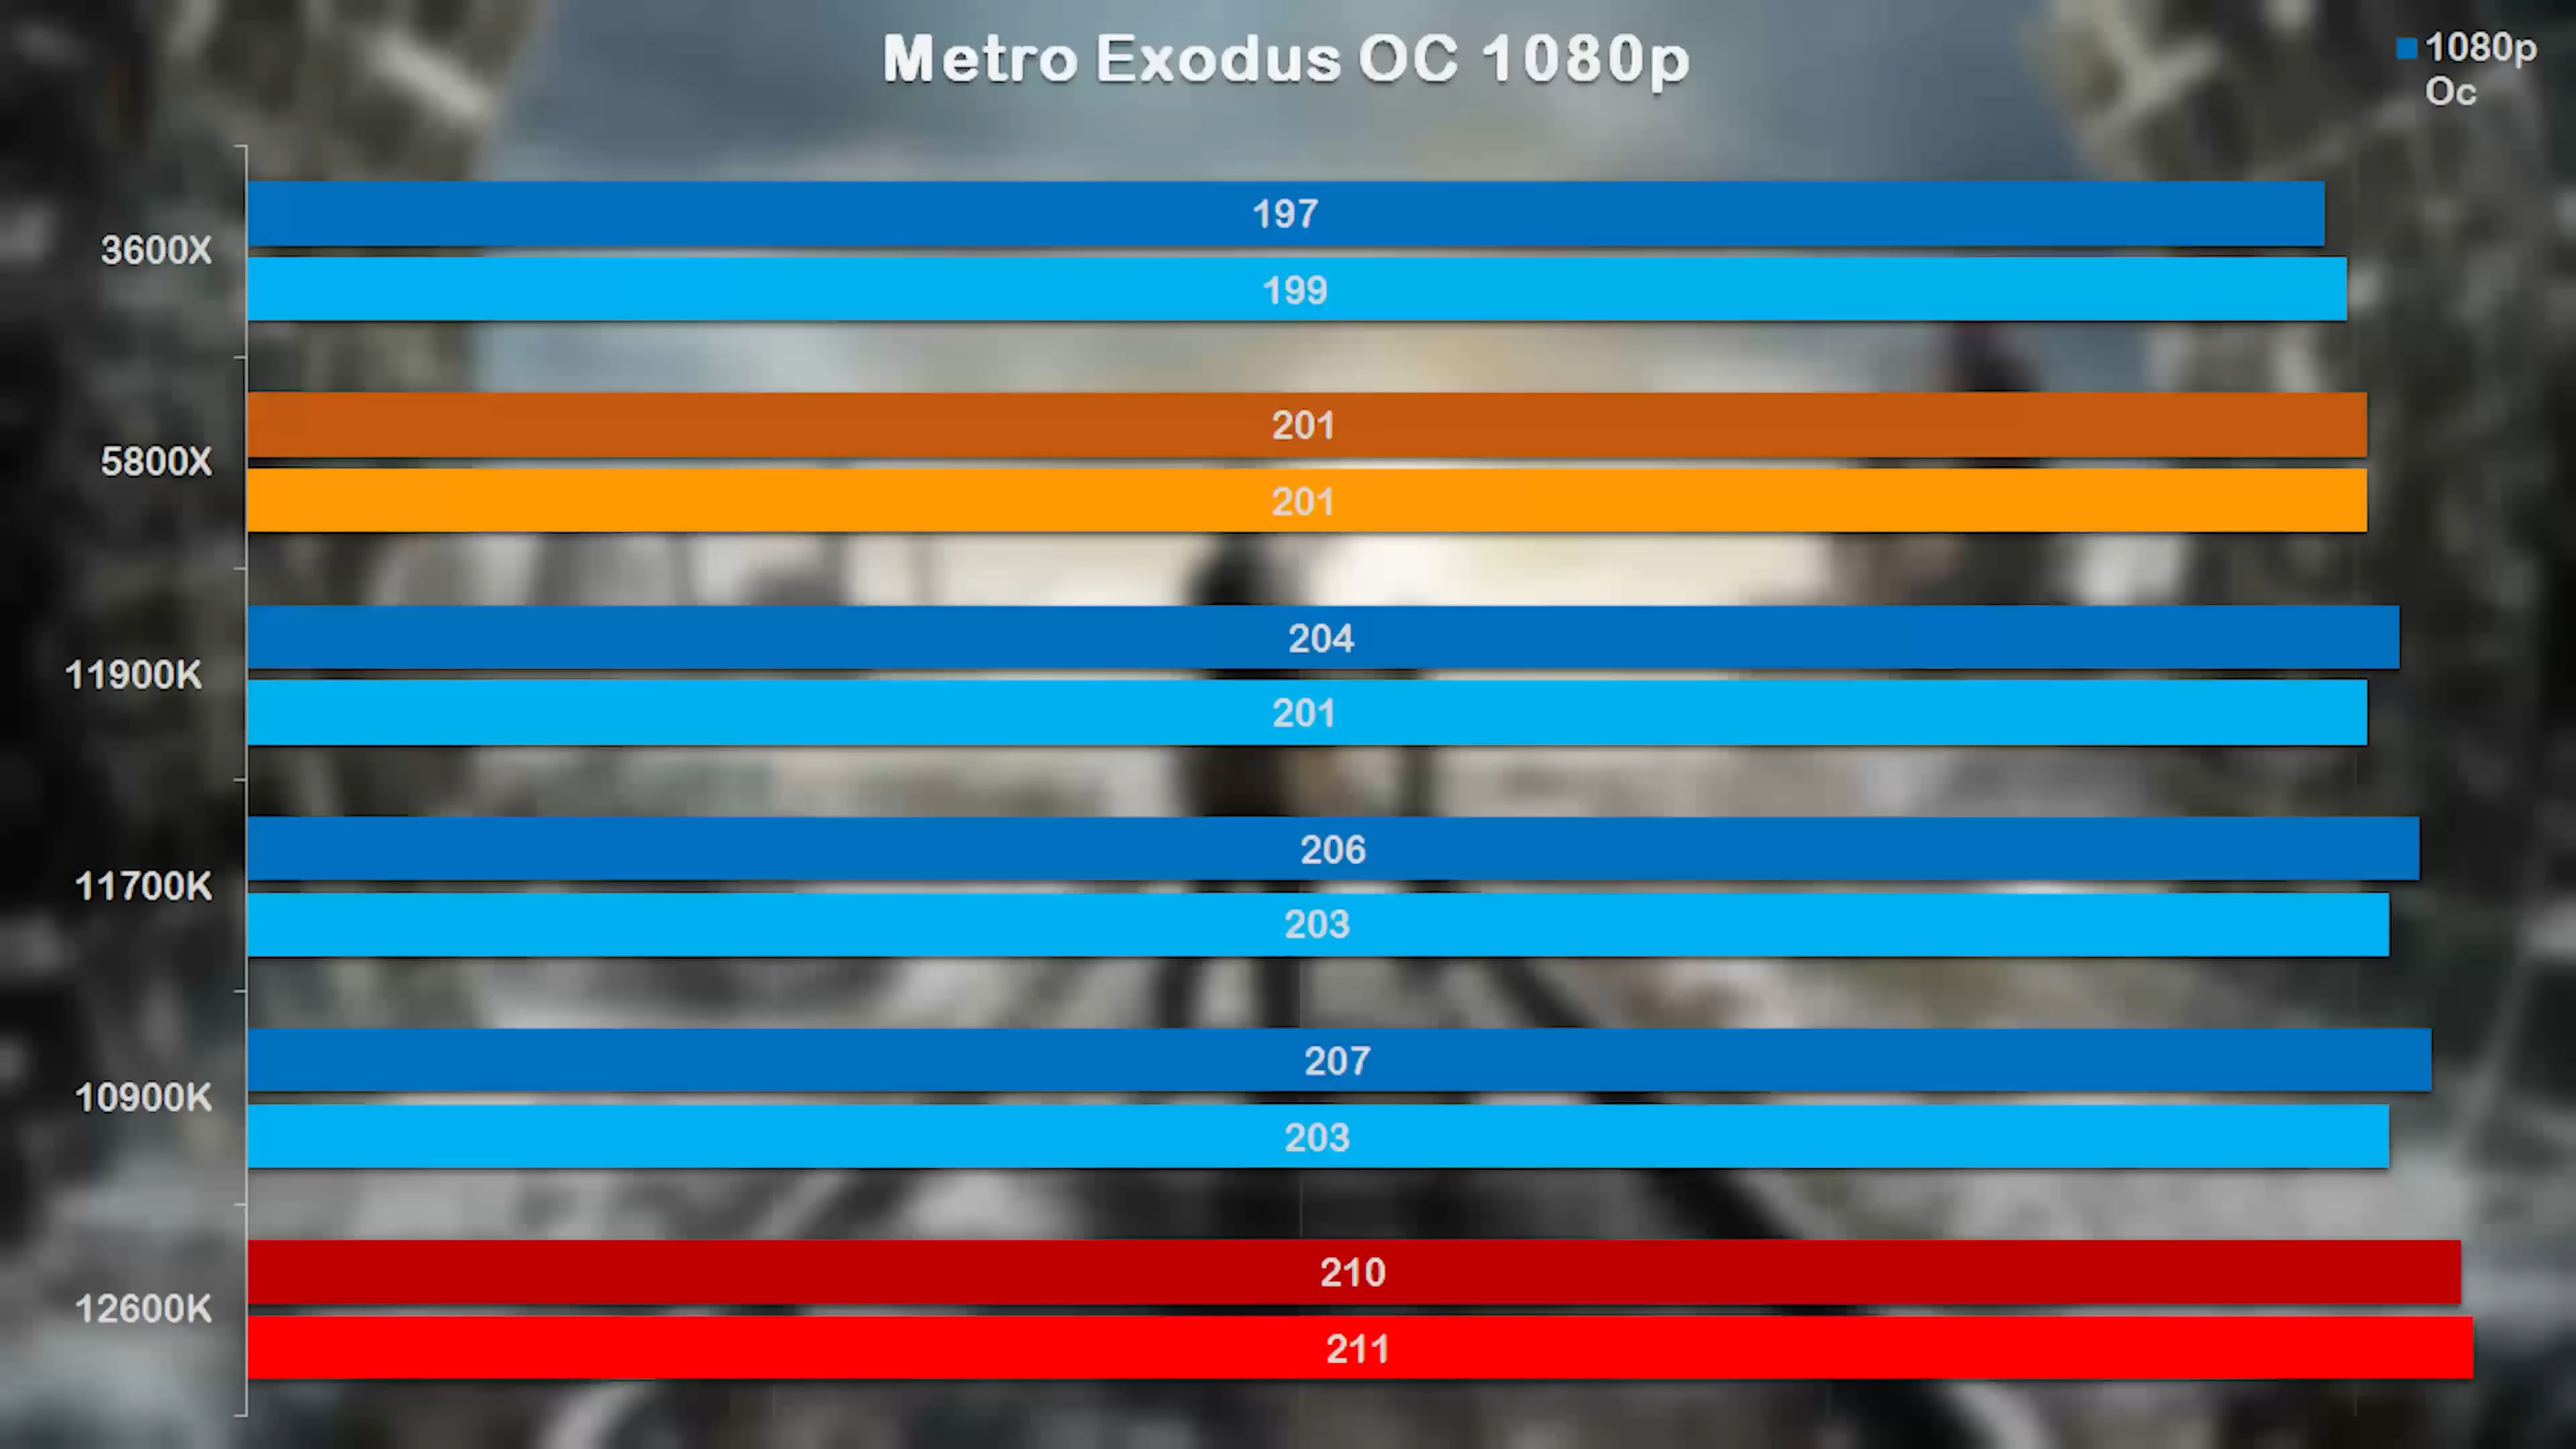 Metro Exodus OC 1080p
1080p
Oc
3600X
197
199
5800X
201
201
11900K
204
201
11700K
206
203
10900K
207
203
12600K
210
211